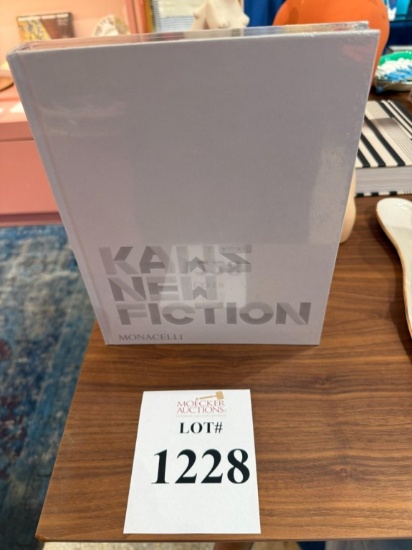 KAWS
NEW
FICTION
MONACELLI
MOECKER
AUCTIONS
LOT#
1228